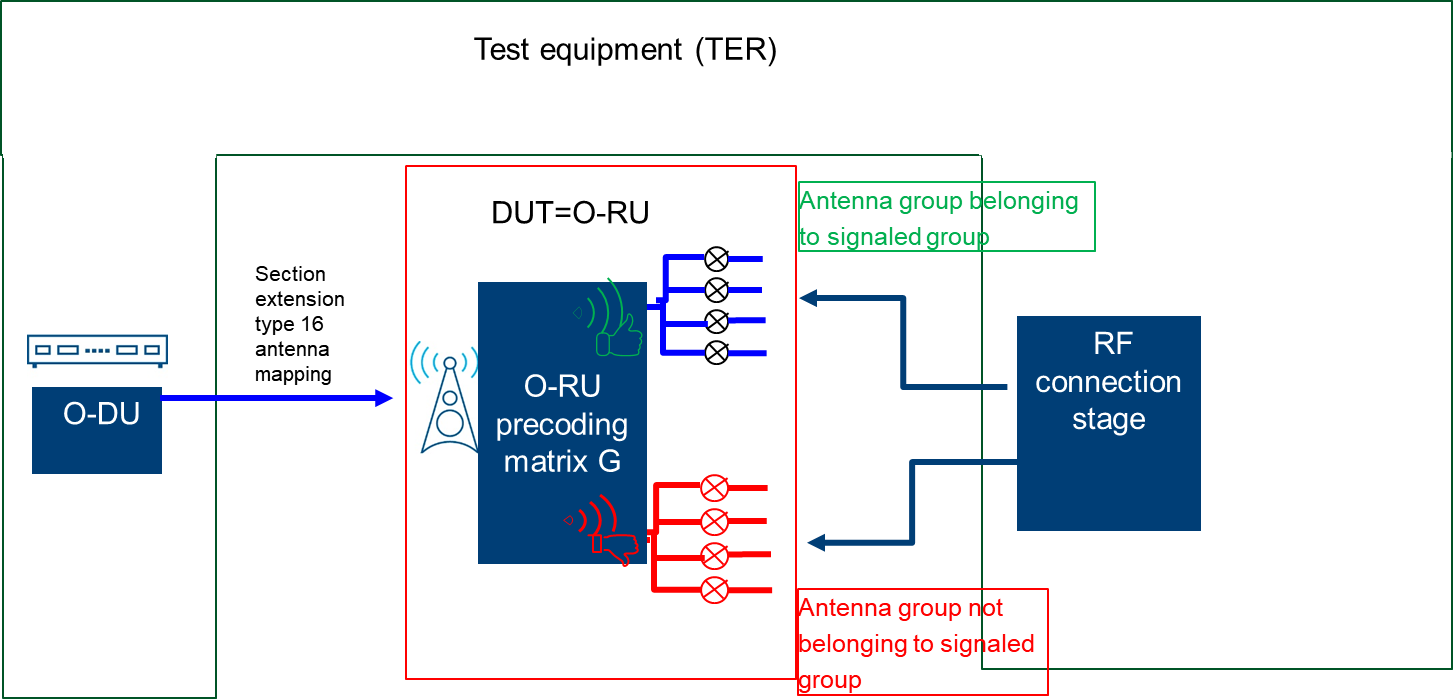 Test equipment (TER)
DUT=O-RU
Antenna group belonging
to signaled group
Section
extension
type 16
antenna
mapping
O-DU
O-RU
precoding
matrix G
RF
connection
stage
Antenna group not
belonging to signaled
group